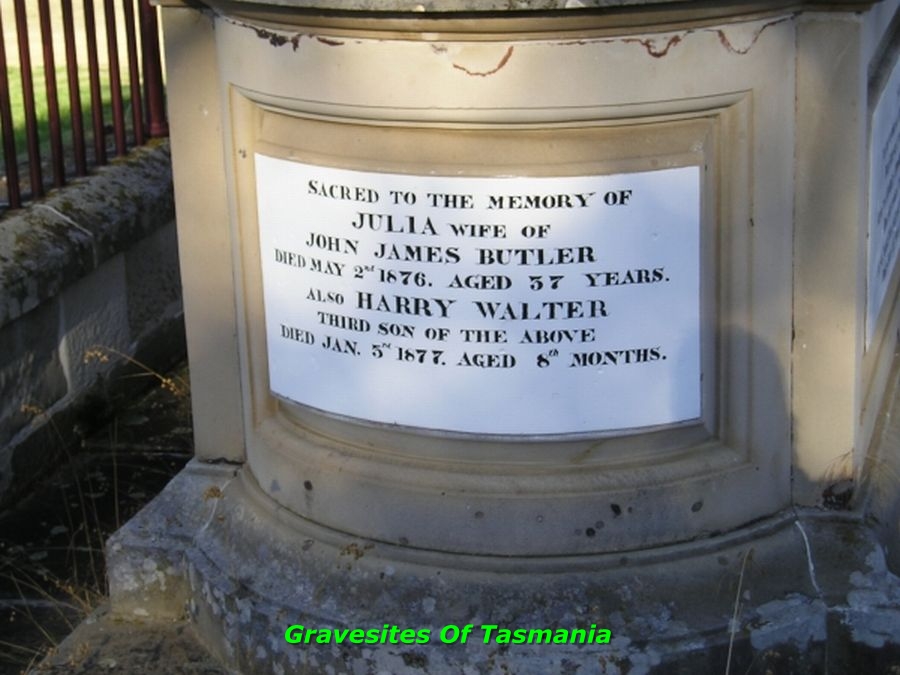 SACRED TO THE MEMORY OF
JULIA WIFE OF
JOHN JAMES BUTLER
DIED MAY 2nd 1876. AGED 37 YEARS.
ALSO HARRY WALTER
THIRD SON OF THE ABOVE
DIED JAN. 3rd 1877. AGED 8th MONTHS.
Gravesites Of Tasmania